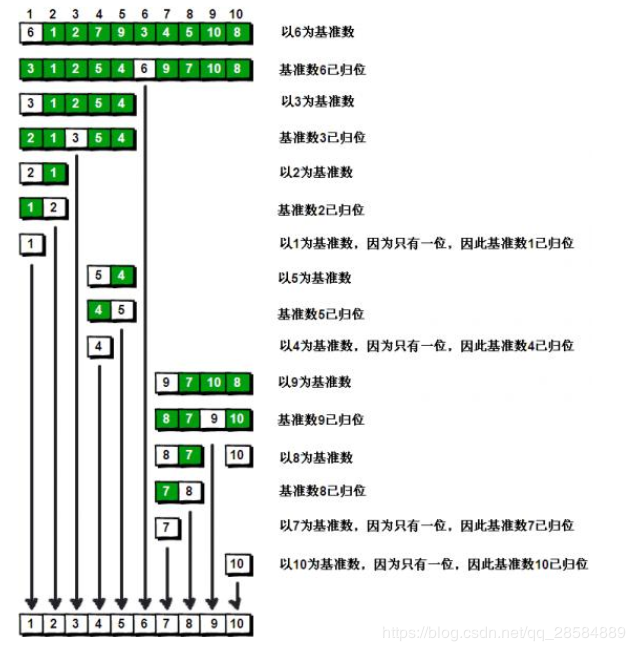 1 2 3 4 5 6 7 8 9 10
6 1 2 7 9 3 4 5 10 8 以6为基准数
3 1 2 5 4 6 9 7 10 8 基准数6已归位
3 1 2 5 4 以3为基准数
2 1 3 5 4 基准数3已归位
2 1 以2为基准数
1 2 基准数2已归位
1 以1为基准数，因为只有一位，因此基准数1已归位
5 4 以5为基准数
4 5 基准数5已归位
4 以4为基准数，因为只有一位，因此基准数4已归位
9 7 10 8 以9为基准数
8 7 9 10 基准数9已归位
8 7 10 以8为基准数
7 8 基准数8已归位
7 以7为基准数，因为只有一位，因此基准数7已归位
10 以10为基准数，因为只有一位，因此基准数10已归位
1 2 3 4 5 6 7 8 9 10
https://blog.csdn.net/qq_28584889